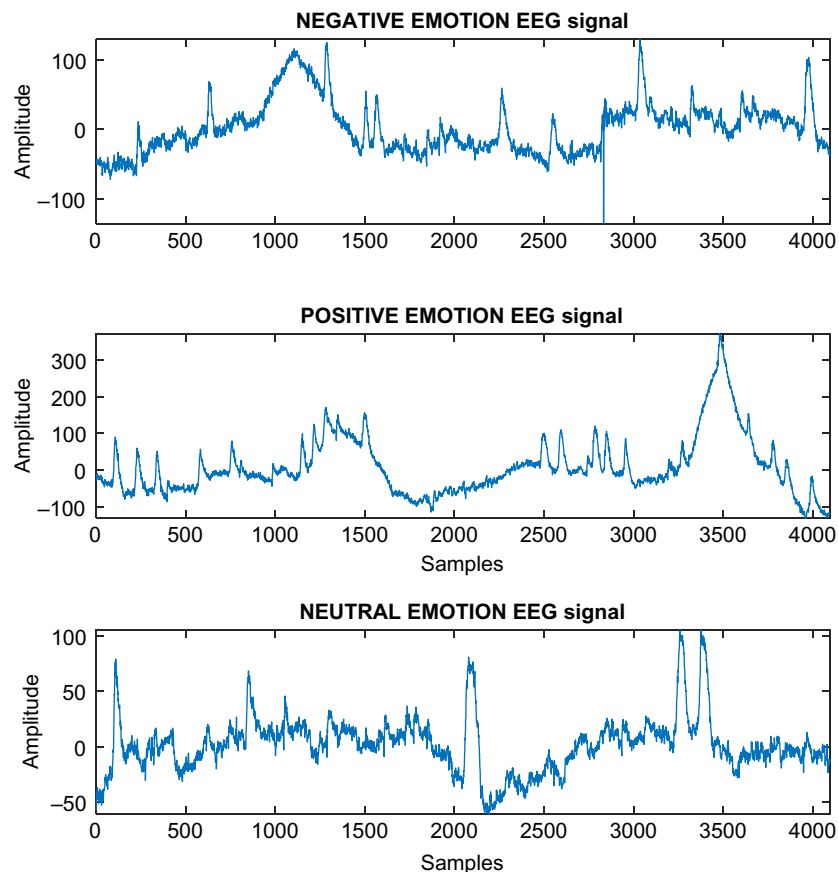 NEGATIVE EMOTION EEG signal
100
0
−100
Amplitude
0 500 1000 1500 2000 2500 3000 3500 4000
POSITIVE EMOTION EEG signal
300
200
100
0
−100
Amplitude
0 500 1000 1500 2000 2500 3000 3500 4000
Samples
NEUTRAL EMOTION EEG signal
100
50
0
−50
Amplitude
0 500 1000 1500 2000 2500 3000 3500 4000
Samples